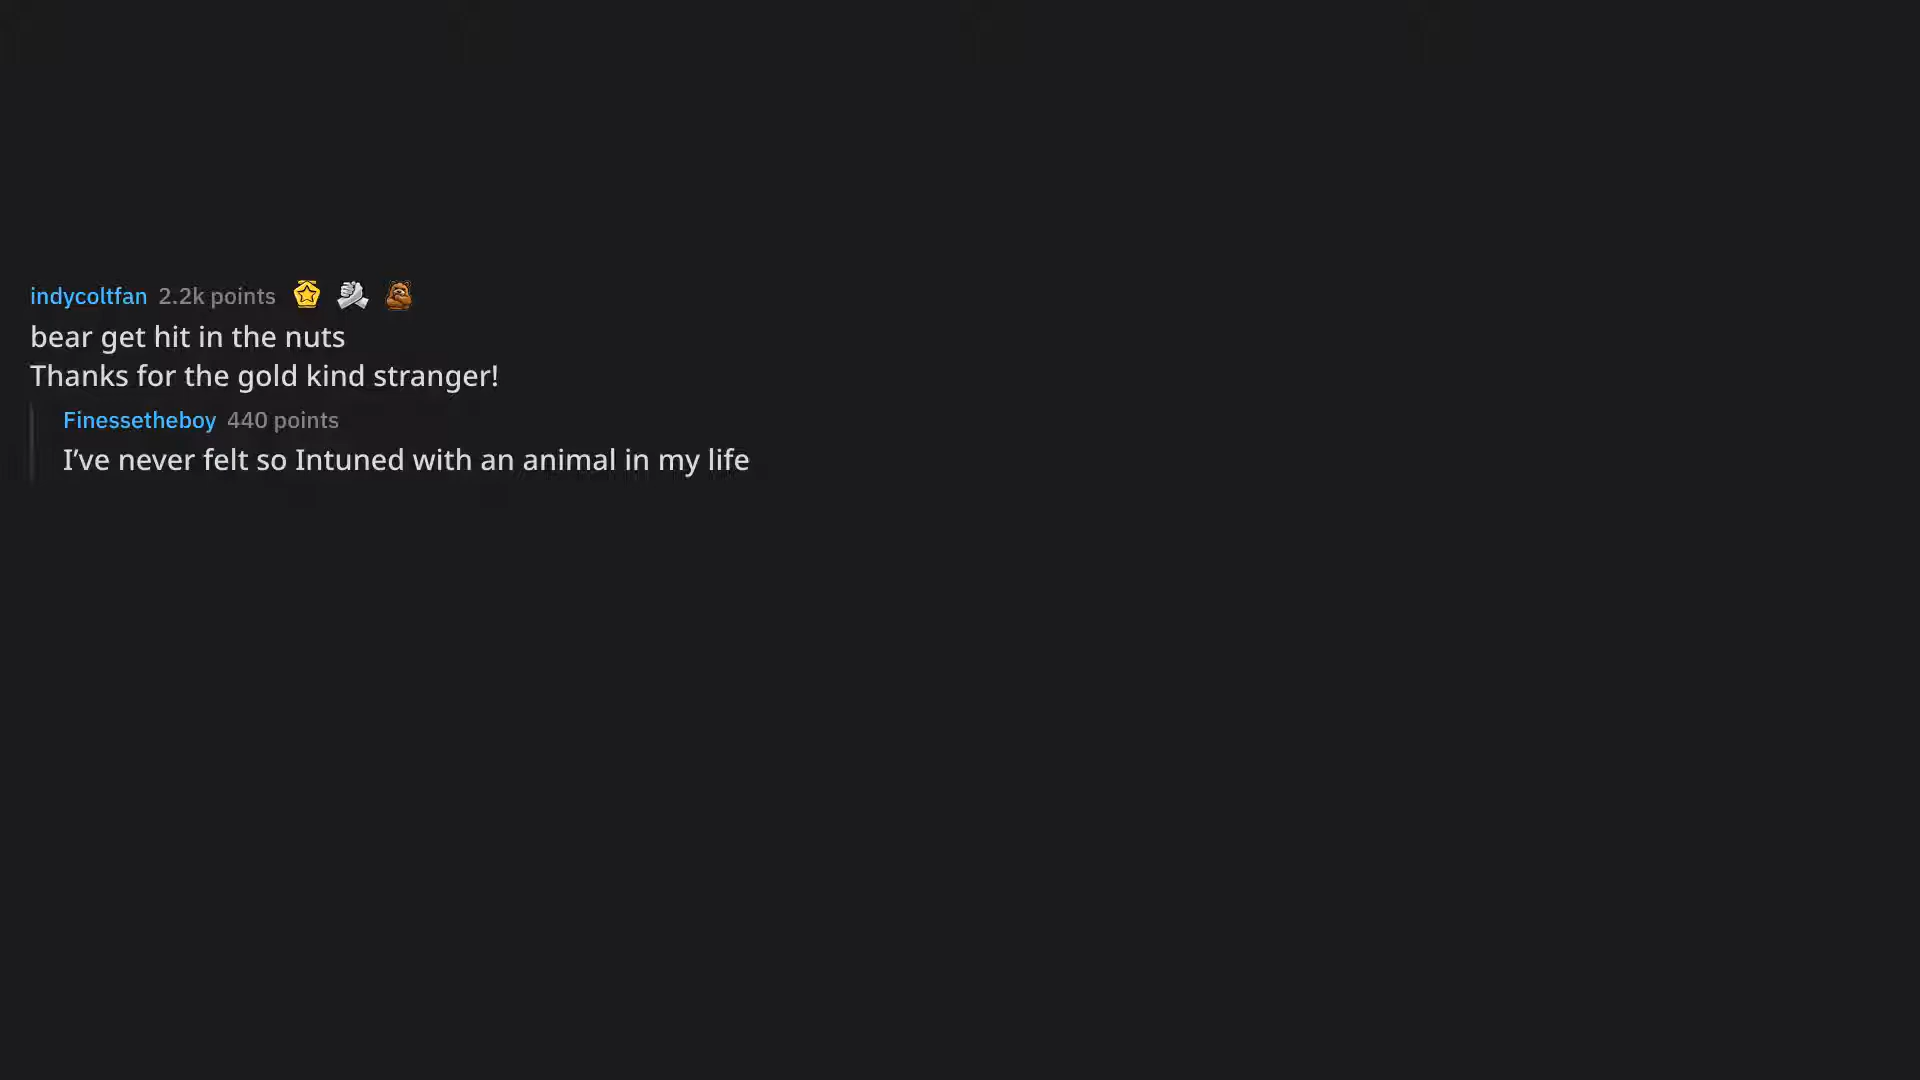 indycoltfan 2.2k points
bear get hit in the nuts
Thanks for the gold kind stranger!
Finessetheboy 440 points
I’ve never felt so Intuned with an animal in my life